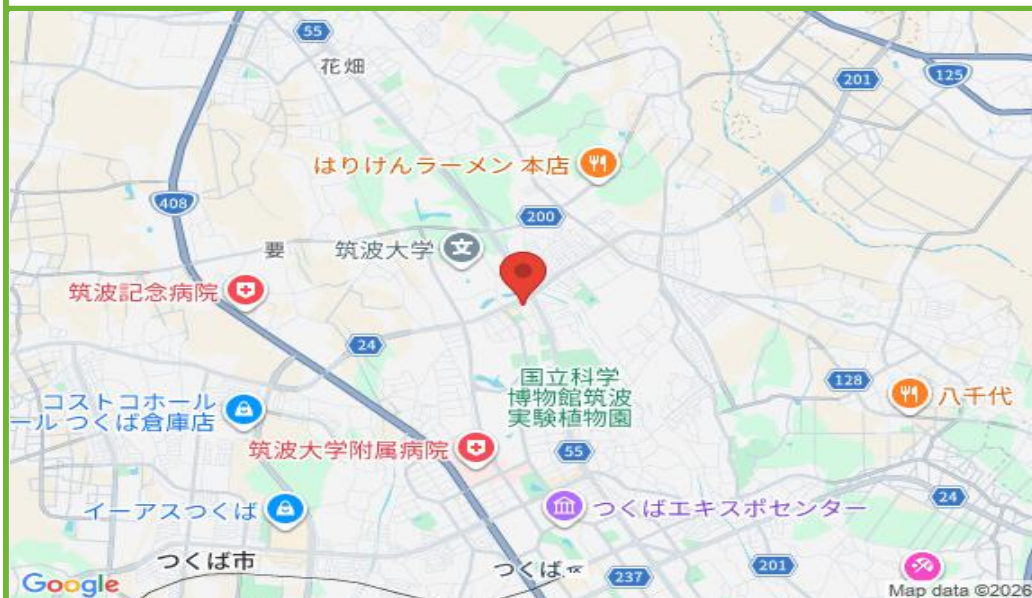 55
花畑
201
125
はりけんラーメン 本店
408
200
要
筑波大学
筑波記念病院
24
国立科学
博物館筑波
実験植物園
128
八千代
コストコホール
ール つくば倉庫店
筑波大学附属病院
55
24
イーアスつくば
つくばエキスポセンター
つくば市
つくば
237
201
Google
Map data ©2026